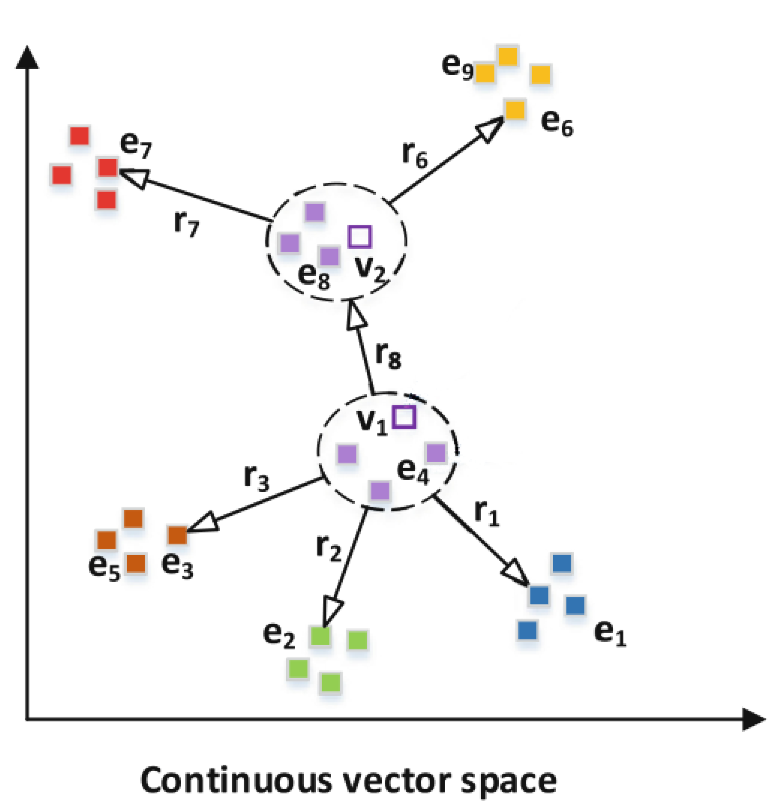 e₉
e₆
e₇
r₆
r₇
e₈
v₂
r₈
v₁
e₄
r₃
r₁
r₂
e₅
e₃
e₂
e₁
Continuous vector space